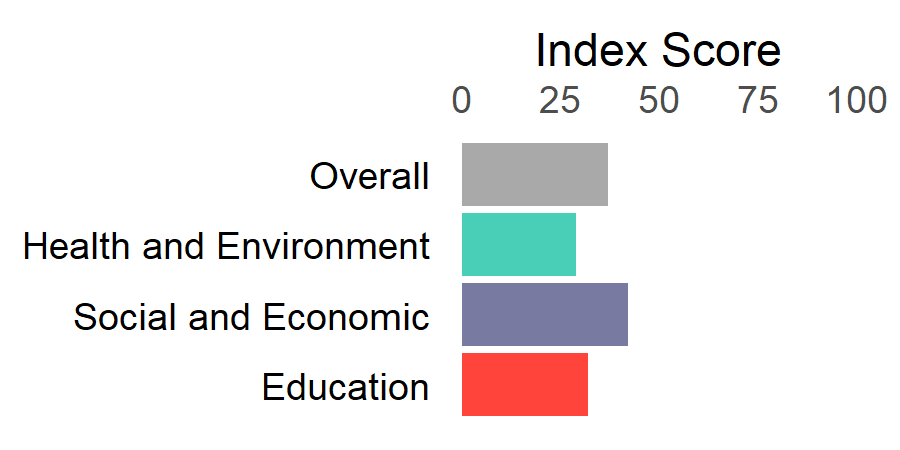 Index Score
0 25 50 75 100
Overall
Health and Environment
Social and Economic
Education